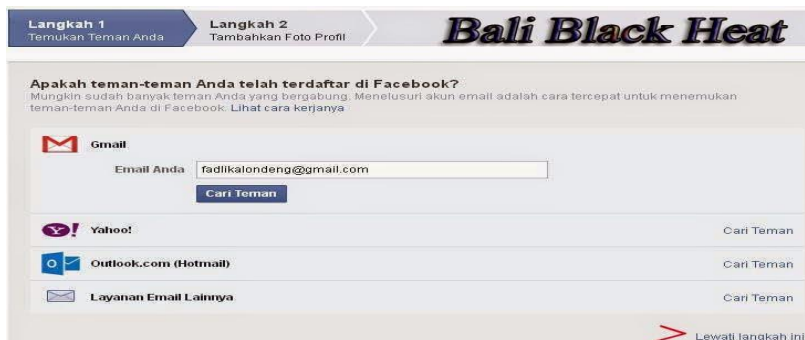 Langkah 1
Temukan Teman Anda
Langkah 2
Tambahkan Foto Profil
Bali Black Heat
Apakah teman-teman Anda telah terdaftar di Facebook?
Mungkin sudah banyak teman Anda yang bergabung. Menelusuri akun email adalah cara tercepat untuk menemukan
teman-teman Anda di Facebook. Lihat cara kerjanya
Gmail
Email Anda fadlikalondeng@gmail.com
Cari Teman
Yahoo! Cari Teman
Outlook.com (Hotmail) Cari Teman
Layanan Email Lainnya Cari Teman
Lewati langkah ini